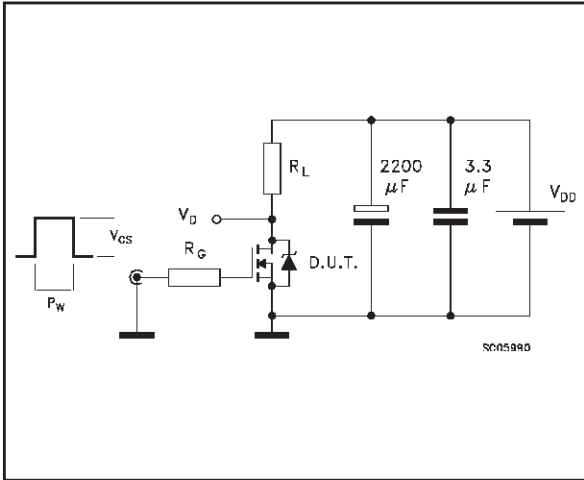 2200
μF
3.3
μF
R_L
V_DD
V_D
V_GS
R_G
D.U.T.
P_W
SC05990